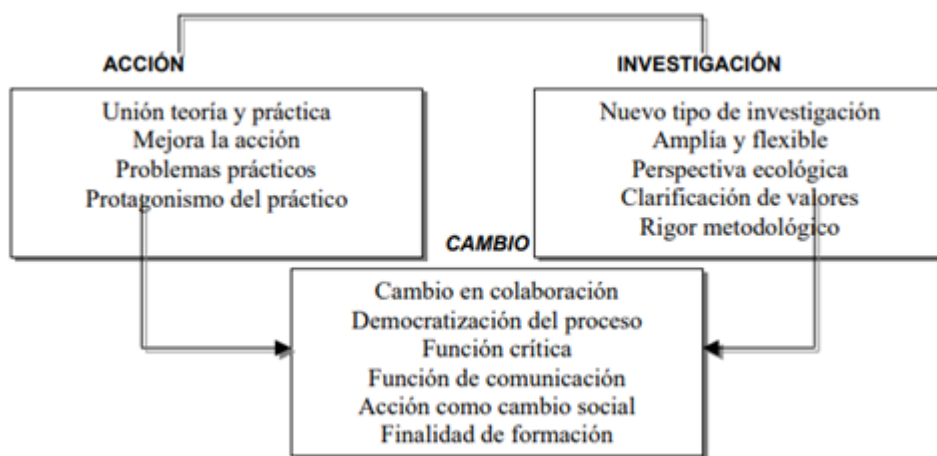 ACCIÓN
Unión teoría y práctica
Mejora la acción
Problemas prácticos
Protagonismo del práctico
INVESTIGACIÓN
Nuevo tipo de investigación
Amplía y flexible
Perspectiva ecológica
Clarificación de valores
Rigor metodológico
CAMBIO
Cambio en colaboración
Democratización del proceso
Función crítica
Función de comunicación
Acción como cambio social
Finalidad de formación